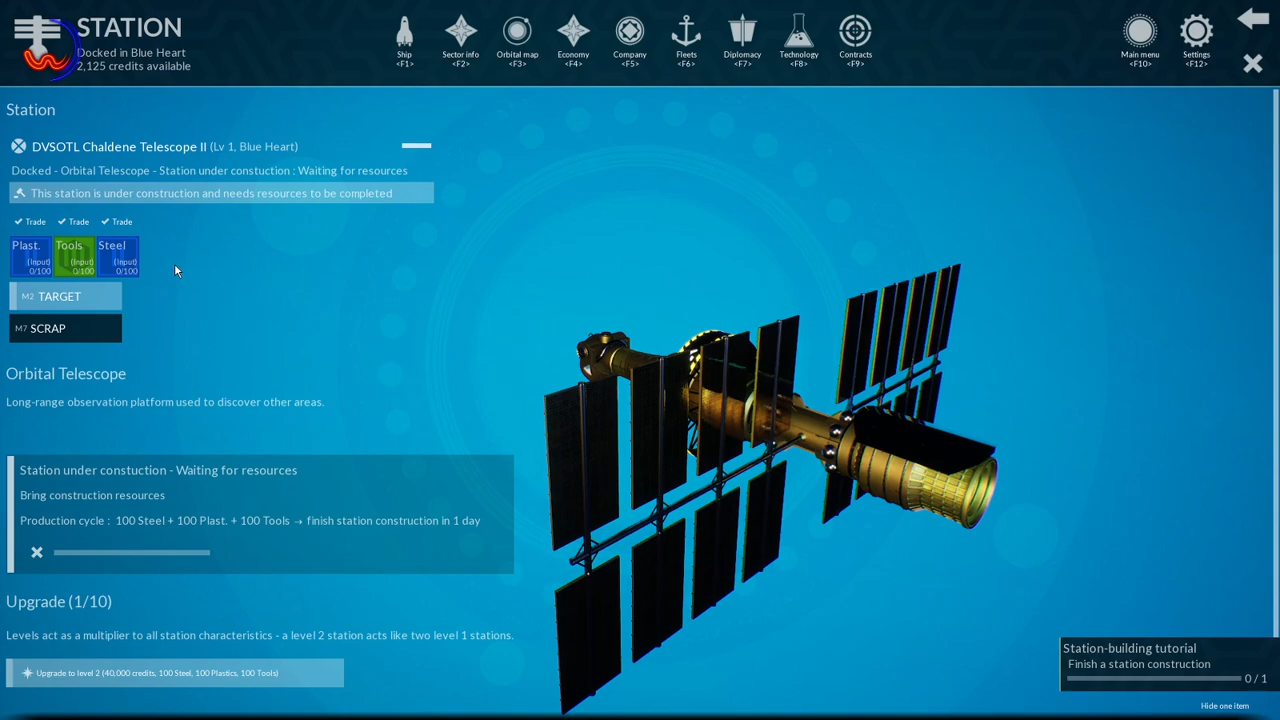 STATION
Docked in Blue Heart
2,125 credits available
Ship
<F1>
Sector info
<F2>
Orbital map
<F3>
Economy
<F4>
Company
<F5>
Fleets
<F6>
Diplomacy
<F7>
Technology
<F8>
Contracts
<F9>
Main menu
<F10>
Settings
<F12>
Station
DVSOTL Chaldene Telescope II (Lv 1, Blue Heart)
Docked - Orbital Telescope - Station under constuction : Waiting for resources
This station is under construction and needs resources to be completed
Trade Trade Trade
Plast. Tools Steel
(Input) (Input) (Input)
0/100 0/100 0/100
M2 TARGET
M7 SCRAP
Orbital Telescope
Long-range observation platform used to discover other areas.
Station under constuction - Waiting for resources
Bring construction resources
Production cycle : 100 Steel + 100 Plast. + 100 Tools → finish station construction in 1 day
Upgrade (1/10)
Levels act as a multiplier to all station characteristics - a level 2 station acts like two level 1 stations.
Upgrade to level 2 (40,000 credits, 100 Steel, 100 Plastics, 100 Tools)
Station-building tutorial
Finish a station construction
0 / 1
Hide one item